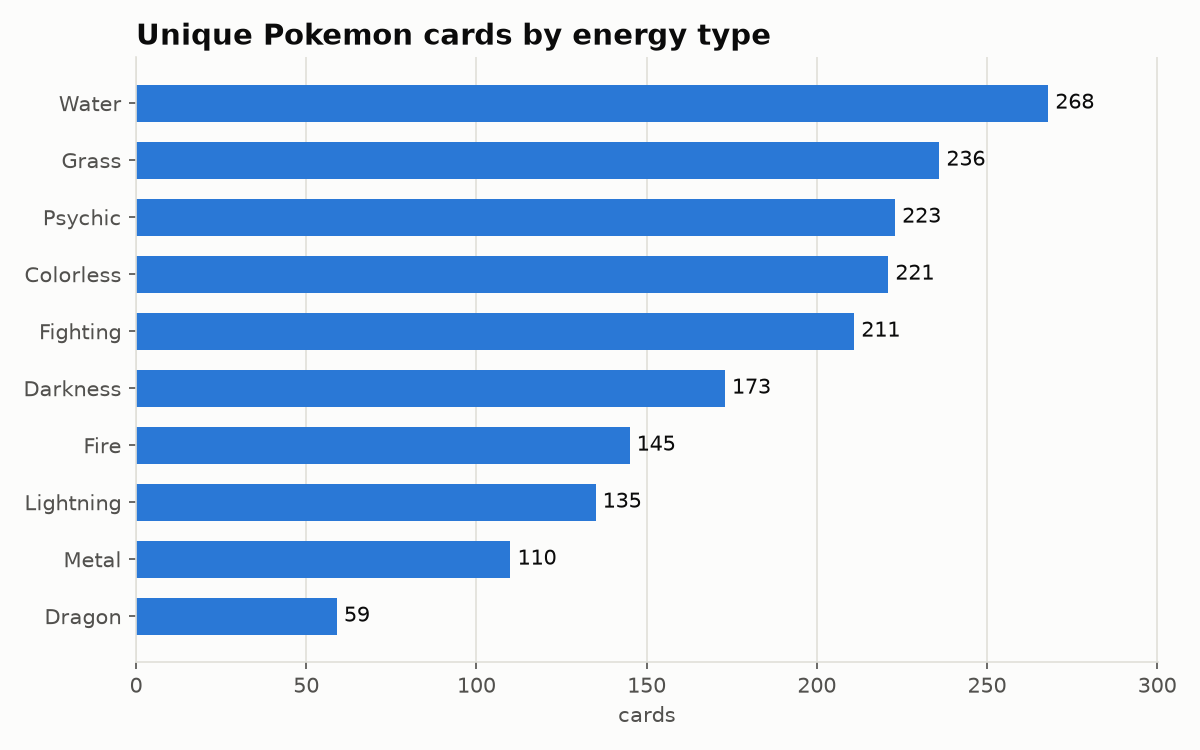 Unique Pokemon cards by energy type
Water 268
Grass 236
Psychic 223
Colorless 221
Fighting 211
Darkness 173
Fire 145
Lightning 135
Metal 110
Dragon 59
0 50 100 150 200 250 300
cards